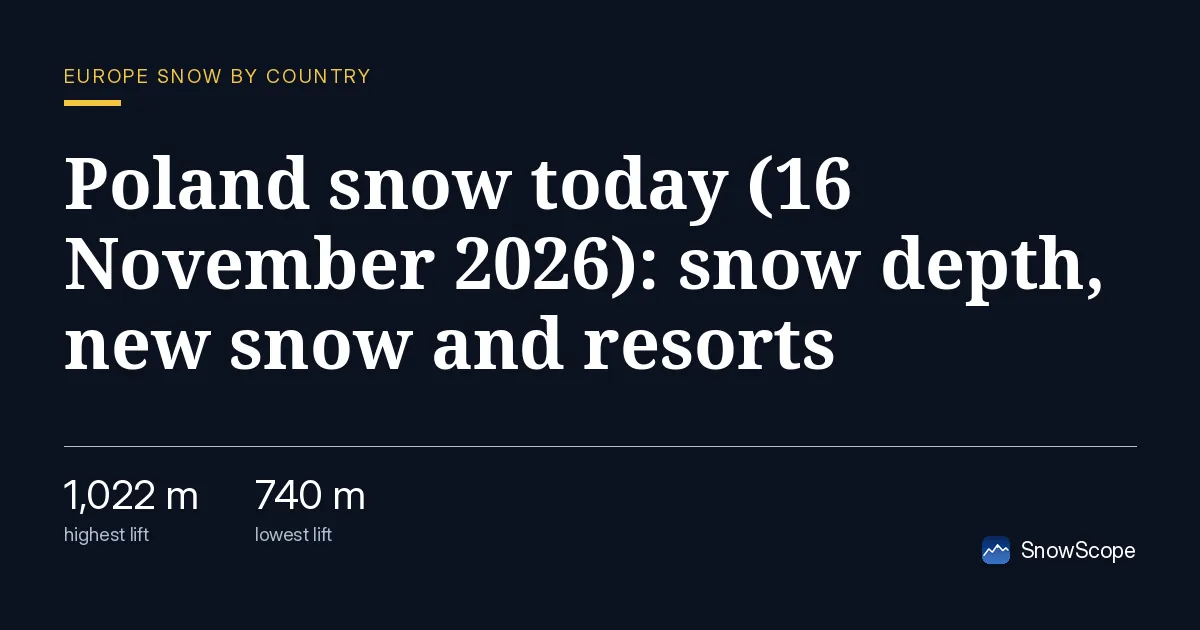 EUROPE SNOW BY COUNTRY
Poland snow today (16
November 2026): snow depth,
new snow and resorts
1,022 m
highest lift
740 m
lowest lift
SnowScope